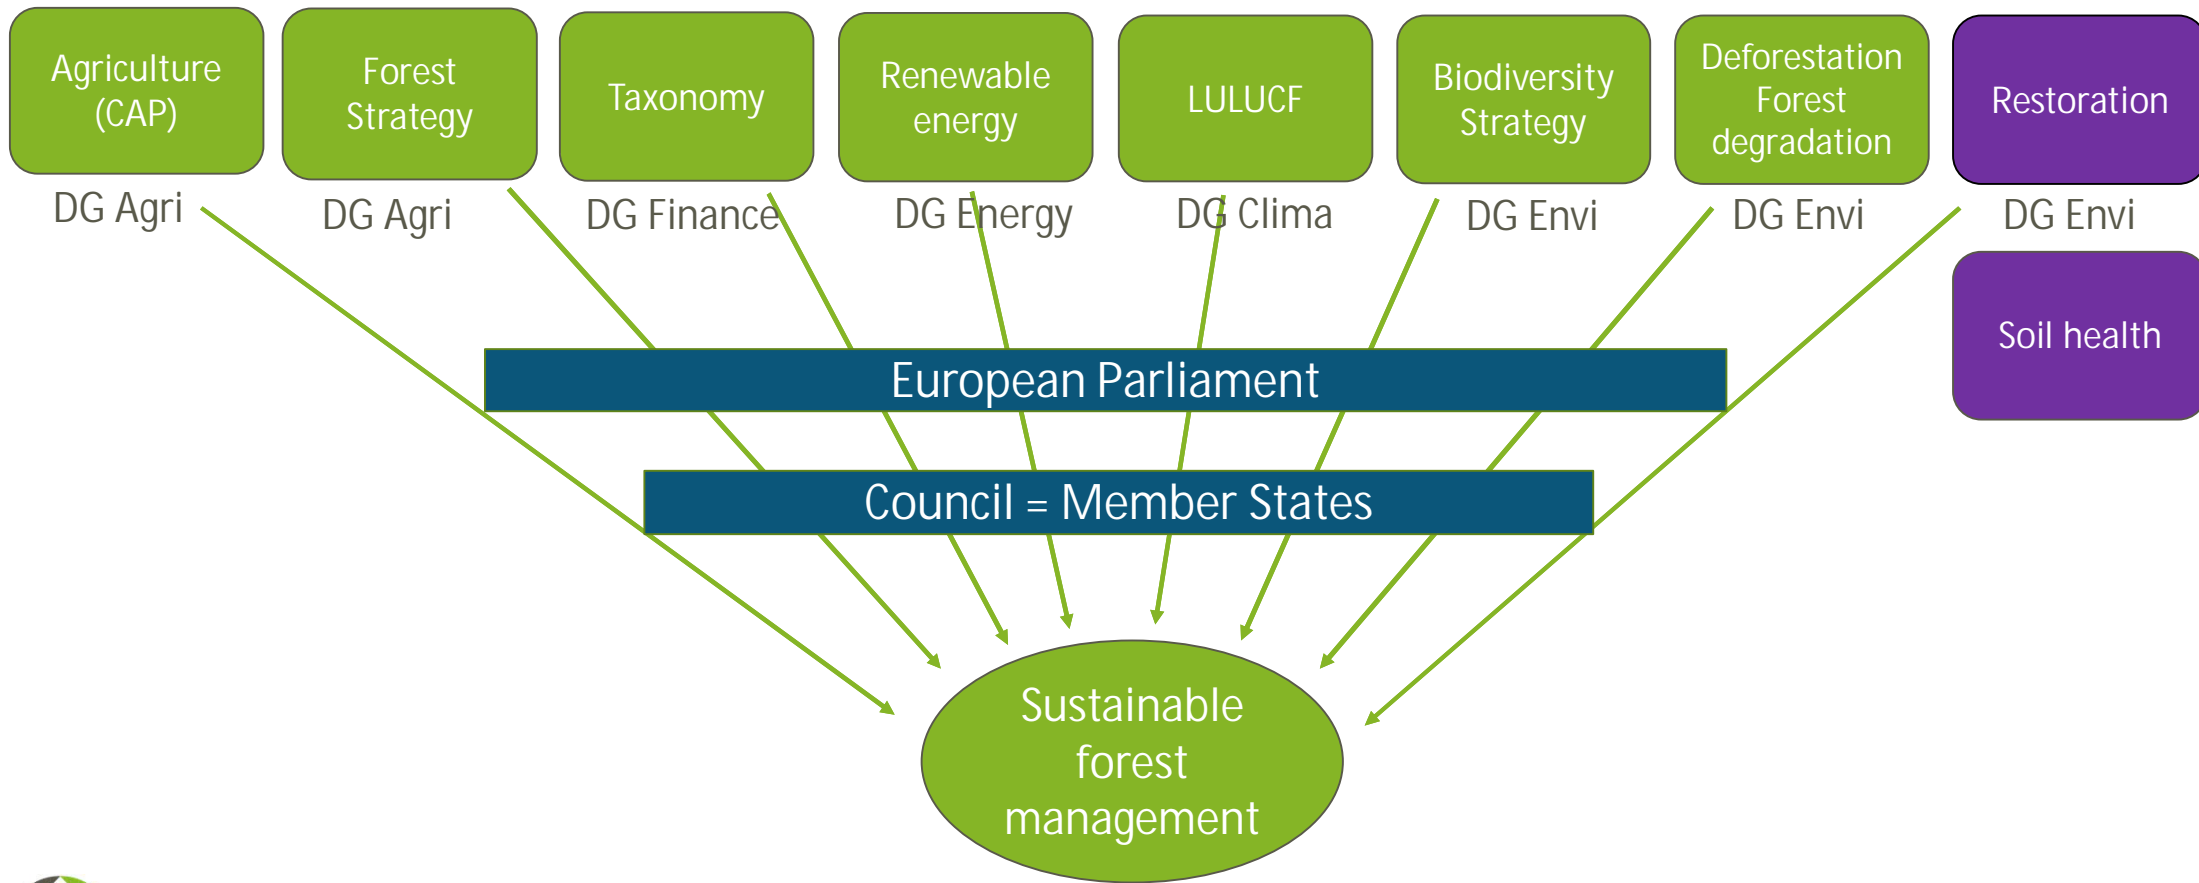 Agriculture
(CAP)
Forest
Strategy
Taxonomy
Renewable
energy
LULUCF
Biodiversity
Strategy
Deforestation
Forest
degradation
Restoration
DG Agri
DG Agri
DG Finance
DG Energy
DG Clima
DG Envi
DG Envi
DG Envi
Soil health
European Parliament
Council = Member States
Sustainable
forest
management